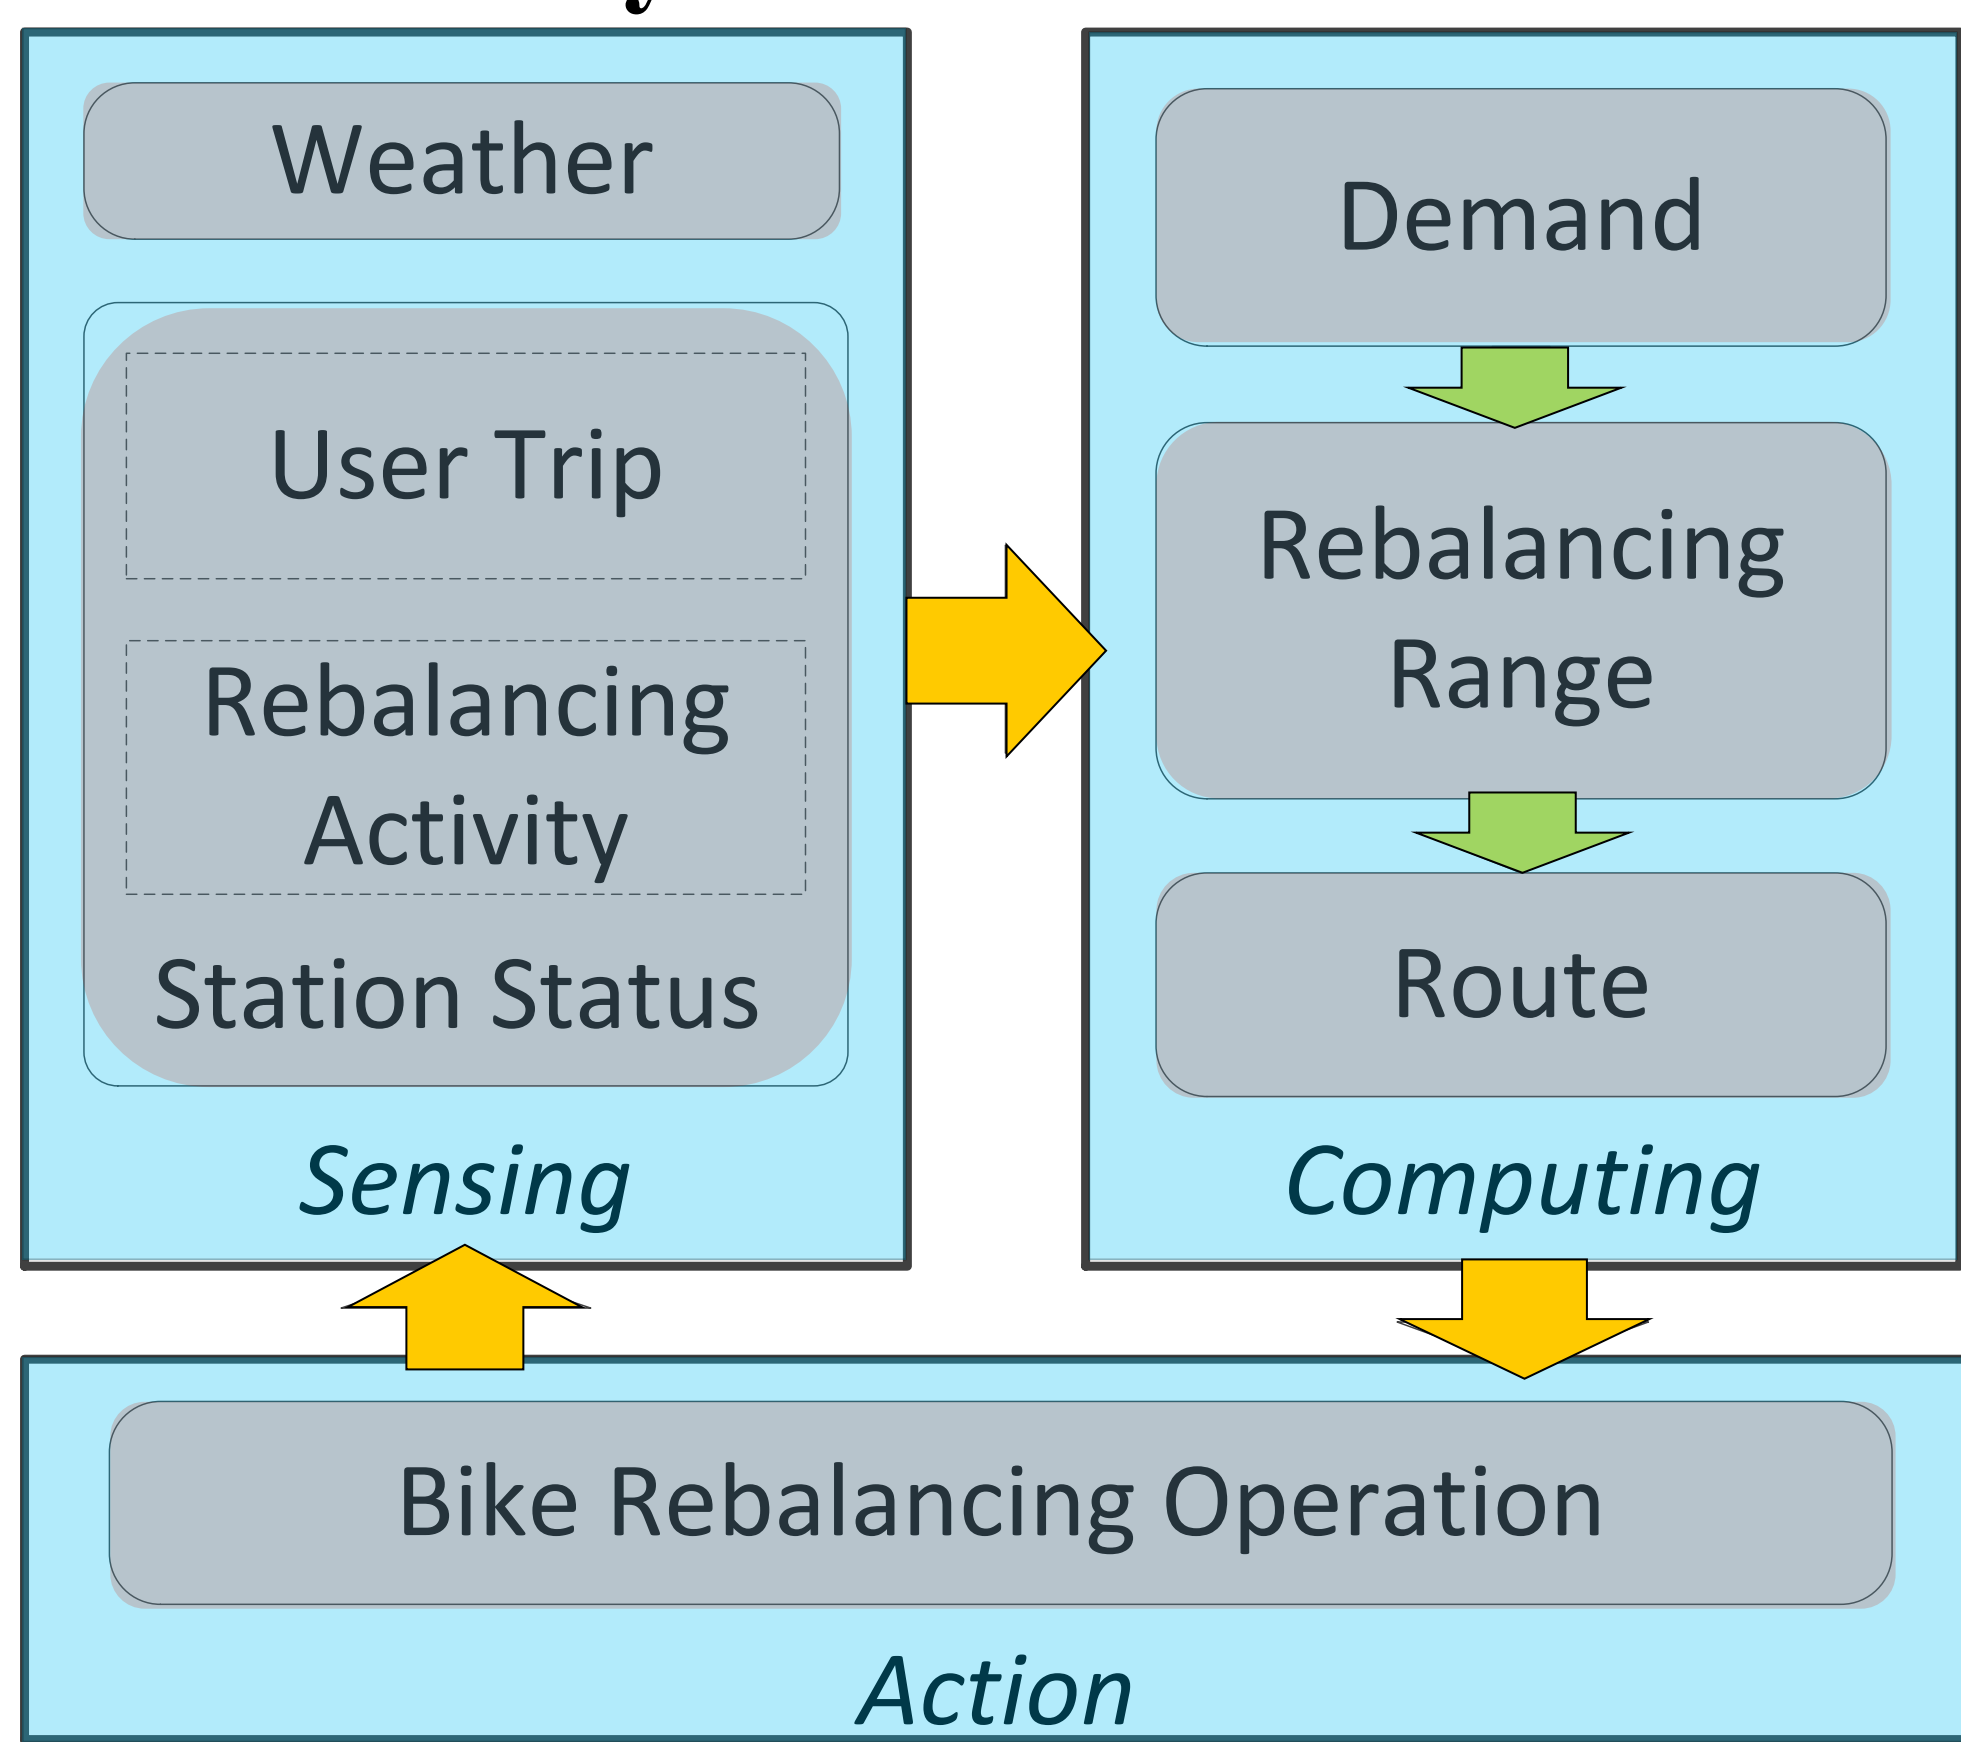 Weather
User Trip
Rebalancing
Activity
Station Status
Sensing
Demand
Rebalancing
Range
Route
Computing
Bike Rebalancing Operation
Action